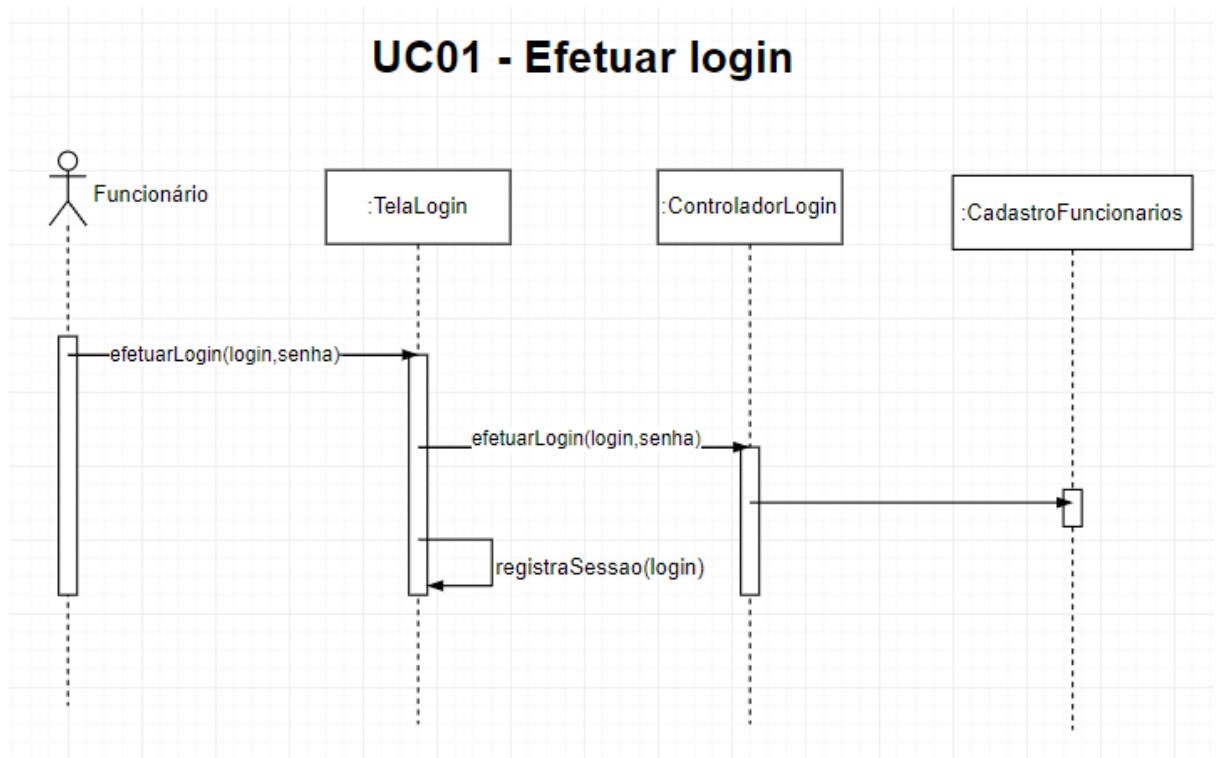 UC01 - Efetuar login
Funcionário
:TelaLogin
:ControladorLogin
:CadastroFuncionarios
efetuarLogin(login,senha)
efetuarLogin(login,senha)
registraSessao(login)